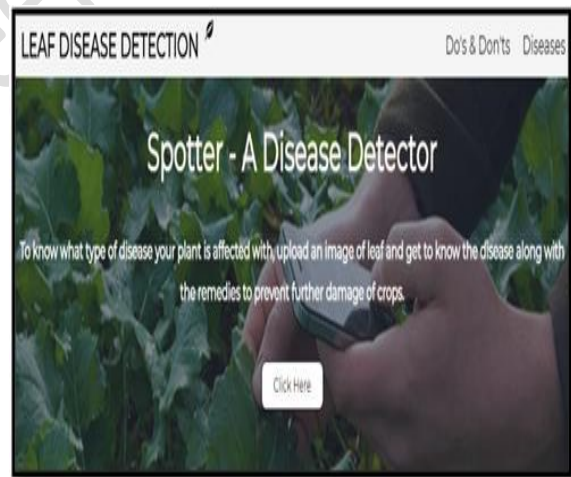 LEAF DISEASE DETECTION
Do's & Don'ts Diseases
Spotter - A Disease Detector
To know what type of disease your plant is affected with, upload an image of leaf and get to know the disease along with
the remedies to prevent further damage of crops.
Click Here